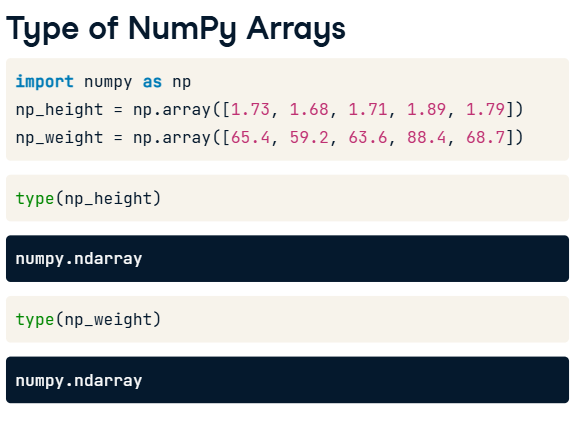 Type of NumPy Arrays
import numpy as np
np_height = np.array([1.73, 1.68, 1.71, 1.89, 1.79])
np_weight = np.array([65.4, 59.2, 63.6, 88.4, 68.7])
type(np_height)
numpy.ndarray
type(np_weight)
numpy.ndarray